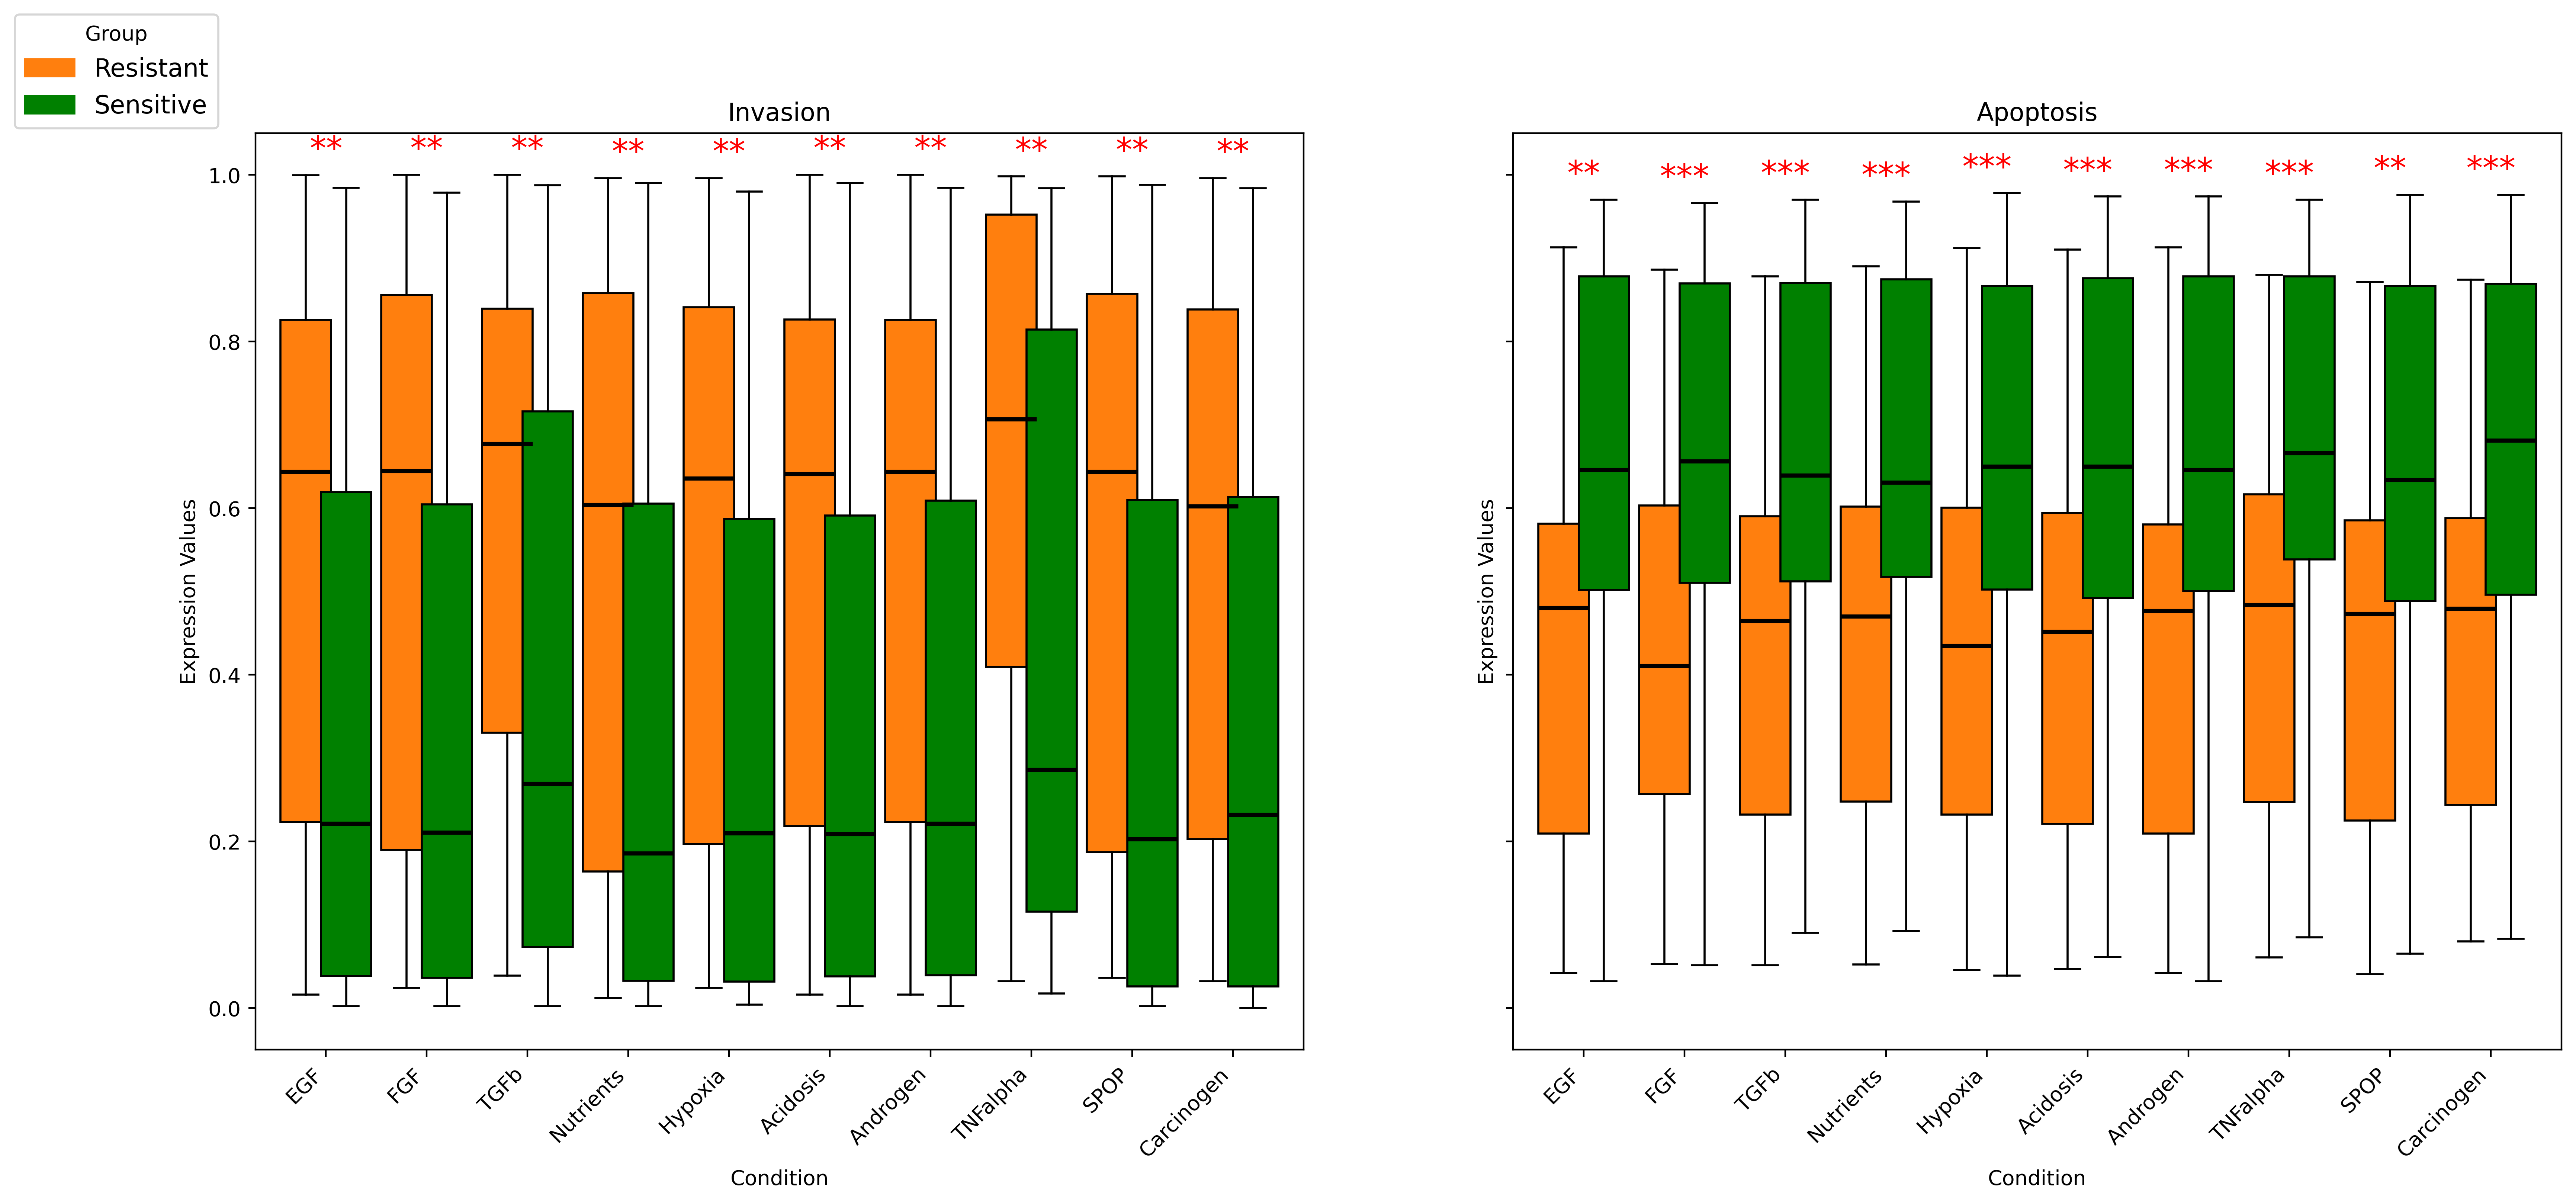 Group
Resistant
Sensitive
Invasion
** ** ** ** ** ** ** ** ** **
Expression Values
1.0
0.8
0.6
0.4
0.2
0.0
EGF
FGF
TGFb
Nutrients
Hypoxia
Acidosis
Androgen
TNFalpha
SPOP
Carcinogen
Condition
Apoptosis
** *** *** *** *** *** *** *** ** ***
Expression Values
EGF
FGF
TGFb
Nutrients
Hypoxia
Acidosis
Androgen
TNFalpha
SPOP
Carcinogen
Condition